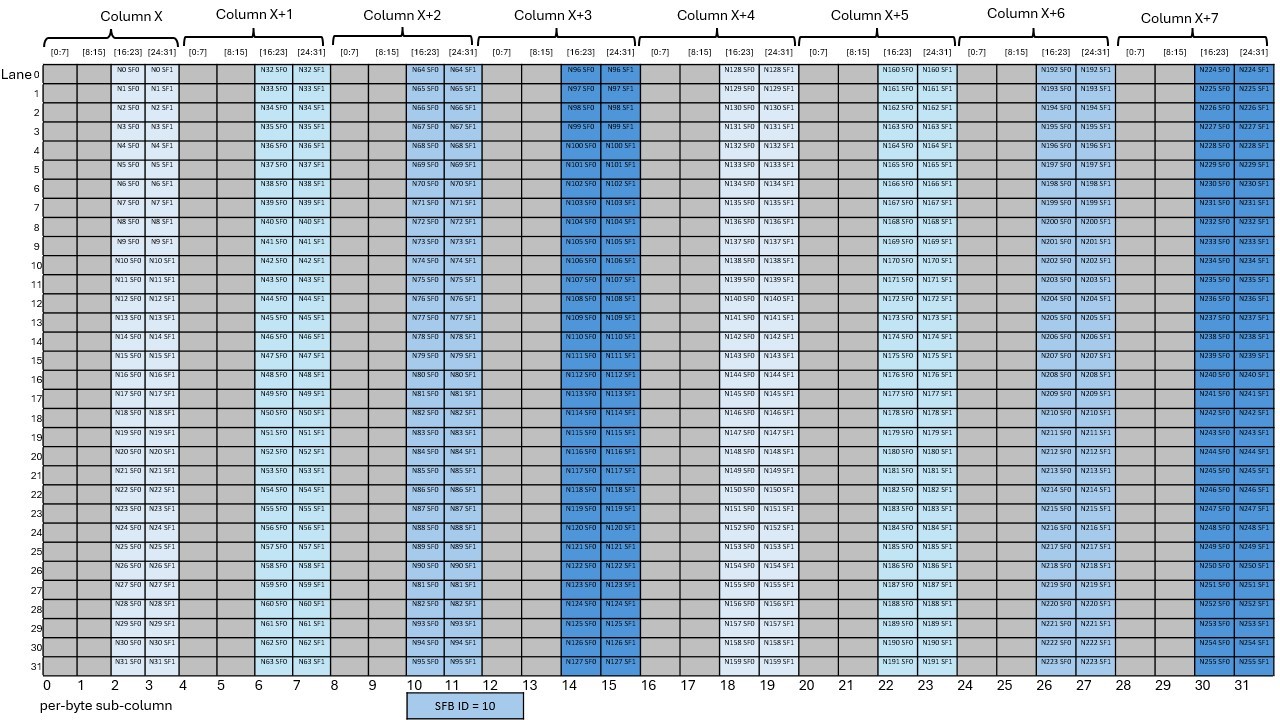 Column X Column X+1 Column X+2 Column X+3 Column X+4 Column X+5 Column X+6 Column X+7
[0:7] [8:15] [16:23] [24:31] [0:7] [8:15] [16:23] [24:31] [0:7] [8:15] [16:23] [24:31] [0:7] [8:15] [16:23] [24:31] [0:7] [8:15] [16:23] [24:31] [0:7] [8:15] [16:23] [24:31] [0:7] [8:15] [16:23] [24:31] [0:7] [8:15] [16:23] [24:31]
Lane 0 N0 SF0 N0 SF1 N32 SF0 N32 SF1 N64 SF0 N64 SF1 N96 SF0 N96 SF1 N128 SF0 N128 SF1 N160 SF0 N160 SF1 N192 SF0 N192 SF1 N224 SF0 N224 SF1
1 N1 SF0 N1 SF1 N33 SF0 N33 SF1 N65 SF0 N65 SF1 N97 SF0 N97 SF1 N129 SF0 N129 SF1 N161 SF0 N161 SF1 N193 SF0 N193 SF1 N225 SF0 N225 SF1
2 N2 SF0 N2 SF1 N34 SF0 N34 SF1 N66 SF0 N66 SF1 N98 SF0 N98 SF1 N130 SF0 N130 SF1 N162 SF0 N162 SF1 N194 SF0 N194 SF1 N226 SF0 N226 SF1
3 N3 SF0 N3 SF1 N35 SF0 N35 SF1 N67 SF0 N67 SF1 N99 SF0 N99 SF1 N131 SF0 N131 SF1 N163 SF0 N163 SF1 N195 SF0 N195 SF1 N227 SF0 N227 SF1
4 N4 SF0 N4 SF1 N36 SF0 N36 SF1 N68 SF0 N68 SF1 N100 SF0 N100 SF1 N132 SF0 N132 SF1 N164 SF0 N164 SF1 N196 SF0 N196 SF1 N228 SF0 N228 SF1
5 N5 SF0 N5 SF1 N37 SF0 N37 SF1 N69 SF0 N69 SF1 N101 SF0 N101 SF1 N133 SF0 N133 SF1 N165 SF0 N165 SF1 N197 SF0 N197 SF1 N229 SF0 N229 SF1
6 N6 SF0 N6 SF1 N38 SF0 N38 SF1 N70 SF0 N70 SF1 N102 SF0 N102 SF1 N134 SF0 N134 SF1 N166 SF0 N166 SF1 N198 SF0 N198 SF1 N230 SF0 N230 SF1
7 N7 SF0 N7 SF1 N39 SF0 N39 SF1 N71 SF0 N71 SF1 N103 SF0 N103 SF1 N135 SF0 N135 SF1 N167 SF0 N167 SF1 N199 SF0 N199 SF1 N231 SF0 N231 SF1
8 N8 SF0 N8 SF1 N40 SF0 N40 SF1 N72 SF0 N72 SF1 N104 SF0 N104 SF1 N136 SF0 N136 SF1 N168 SF0 N168 SF1 N200 SF0 N200 SF1 N232 SF0 N232 SF1
9 N9 SF0 N9 SF1 N41 SF0 N41 SF1 N73 SF0 N73 SF1 N105 SF0 N105 SF1 N137 SF0 N137 SF1 N169 SF0 N169 SF1 N201 SF0 N201 SF1 N233 SF0 N233 SF1
10 N10 SF0 N10 SF1 N42 SF0 N42 SF1 N74 SF0 N74 SF1 N106 SF0 N106 SF1 N138 SF0 N138 SF1 N170 SF0 N170 SF1 N202 SF0 N202 SF1 N234 SF0 N234 SF1
11 N11 SF0 N11 SF1 N43 SF0 N43 SF1 N75 SF0 N75 SF1 N107 SF0 N107 SF1 N139 SF0 N139 SF1 N171 SF0 N171 SF1 N203 SF0 N203 SF1 N235 SF0 N235 SF1
12 N12 SF0 N12 SF1 N44 SF0 N44 SF1 N76 SF0 N76 SF1 N108 SF0 N108 SF1 N140 SF0 N140 SF1 N172 SF0 N172 SF1 N204 SF0 N204 SF1 N236 SF0 N236 SF1
13 N13 SF0 N13 SF1 N45 SF0 N45 SF1 N77 SF0 N77 SF1 N109 SF0 N109 SF1 N141 SF0 N141 SF1 N173 SF0 N173 SF1 N205 SF0 N205 SF1 N237 SF0 N237 SF1
14 N14 SF0 N14 SF1 N46 SF0 N46 SF1 N78 SF0 N78 SF1 N110 SF0 N110 SF1 N142 SF0 N142 SF1 N174 SF0 N174 SF1 N206 SF0 N206 SF1 N238 SF0 N238 SF1
15 N15 SF0 N15 SF1 N47 SF0 N47 SF1 N79 SF0 N79 SF1 N111 SF0 N111 SF1 N143 SF0 N143 SF1 N175 SF0 N175 SF1 N207 SF0 N207 SF1 N239 SF0 N239 SF1
16 N16 SF0 N16 SF1 N48 SF0 N48 SF1 N80 SF0 N80 SF1 N112 SF0 N112 SF1 N144 SF0 N144 SF1 N176 SF0 N176 SF1 N208 SF0 N208 SF1 N240 SF0 N240 SF1
17 N17 SF0 N17 SF1 N49 SF0 N49 SF1 N81 SF0 N81 SF1 N113 SF0 N113 SF1 N145 SF0 N145 SF1 N177 SF0 N177 SF1 N209 SF0 N209 SF1 N241 SF0 N241 SF1
18 N18 SF0 N18 SF1 N50 SF0 N50 SF1 N82 SF0 N82 SF1 N114 SF0 N114 SF1 N146 SF0 N146 SF1 N178 SF0 N178 SF1 N210 SF0 N210 SF1 N242 SF0 N242 SF1
19 N19 SF0 N19 SF1 N51 SF0 N51 SF1 N83 SF0 N83 SF1 N115 SF0 N115 SF1 N147 SF0 N147 SF1 N179 SF0 N179 SF1 N211 SF0 N211 SF1 N243 SF0 N243 SF1
20 N20 SF0 N20 SF1 N52 SF0 N52 SF1 N84 SF0 N84 SF1 N116 SF0 N116 SF1 N148 SF0 N148 SF1 N180 SF0 N180 SF1 N212 SF0 N212 SF1 N244 SF0 N244 SF1
21 N21 SF0 N21 SF1 N53 SF0 N53 SF1 N85 SF0 N85 SF1 N117 SF0 N117 SF1 N149 SF0 N149 SF1 N181 SF0 N181 SF1 N213 SF0 N213 SF1 N245 SF0 N245 SF1
22 N22 SF0 N22 SF1 N54 SF0 N54 SF1 N86 SF0 N86 SF1 N118 SF0 N118 SF1 N150 SF0 N150 SF1 N182 SF0 N182 SF1 N214 SF0 N214 SF1 N246 SF0 N246 SF1
23 N23 SF0 N23 SF1 N55 SF0 N55 SF1 N87 SF0 N87 SF1 N119 SF0 N119 SF1 N151 SF0 N151 SF1 N183 SF0 N183 SF1 N215 SF0 N215 SF1 N247 SF0 N247 SF1
24 N24 SF0 N24 SF1 N56 SF0 N56 SF1 N88 SF0 N88 SF1 N120 SF0 N120 SF1 N152 SF0 N152 SF1 N184 SF0 N184 SF1 N216 SF0 N216 SF1 N248 SF0 N248 SF1
25 N25 SF0 N25 SF1 N57 SF0 N57 SF1 N89 SF0 N89 SF1 N121 SF0 N121 SF1 N153 SF0 N153 SF1 N185 SF0 N185 SF1 N217 SF0 N217 SF1 N249 SF0 N249 SF1
26 N26 SF0 N26 SF1 N58 SF0 N58 SF1 N90 SF0 N90 SF1 N122 SF0 N122 SF1 N154 SF0 N154 SF1 N186 SF0 N186 SF1 N218 SF0 N218 SF1 N250 SF0 N250 SF1
27 N27 SF0 N27 SF1 N59 SF0 N59 SF1 N81 SF0 N81 SF1 N123 SF0 N123 SF1 N155 SF0 N155 SF1 N187 SF0 N187 SF1 N219 SF0 N219 SF1 N251 SF0 N251 SF1
28 N28 SF0 N28 SF1 N60 SF0 N60 SF1 N82 SF0 N82 SF1 N124 SF0 N124 SF1 N156 SF0 N156 SF1 N188 SF0 N188 SF1 N220 SF0 N220 SF1 N252 SF0 N252 SF1
29 N29 SF0 N29 SF1 N61 SF0 N61 SF1 N93 SF0 N93 SF1 N125 SF0 N125 SF1 N157 SF0 N157 SF1 N189 SF0 N189 SF1 N221 SF0 N221 SF1 N253 SF0 N253 SF1
30 N30 SF0 N30 SF1 N62 SF0 N62 SF1 N94 SF0 N94 SF1 N126 SF0 N126 SF1 N158 SF0 N158 SF1 N190 SF0 N190 SF1 N222 SF0 N222 SF1 N254 SF0 N254 SF1
31 N31 SF0 N31 SF1 N63 SF0 N63 SF1 N95 SF0 N95 SF1 N127 SF0 N127 SF1 N159 SF0 N159 SF1 N191 SF0 N191 SF1 N223 SF0 N223 SF1 N255 SF0 N255 SF1
0 1 2 3 4 5 6 7 8 9 10 11 12 13 14 15 16 17 18 19 20 21 22 23 24 25 26 27 28 29 30 31
per-byte sub-column SFB ID = 10